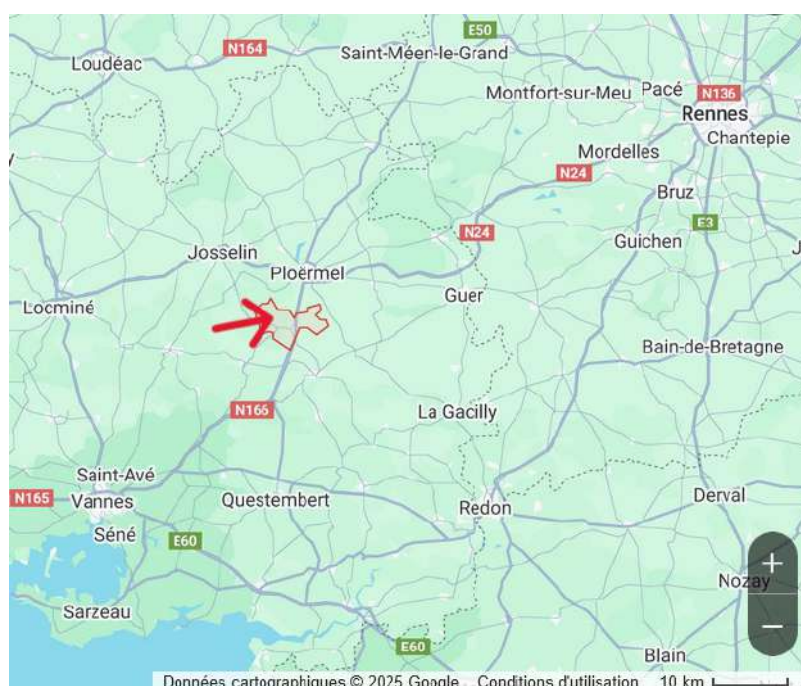 E50
N164
Saint-Méen-le-Grand
Loudéac
Montfort-sur-Meu
Pacé
N136
Rennes
Chantepie
Mordelles
N24
Bruz
E3
N24
Guichen
Josselin
Ploërmel
Guer
Locminé
Bain-de-Bretagne
N166
La Gacilly
Saint-Avé
N165
Vannes
Questembert
Redon
Derval
Séné
E60
Nozay
Sarzeau
E60
Blain
Données cartographiques © 2025 Google
Conditions d'utilisation
10 km